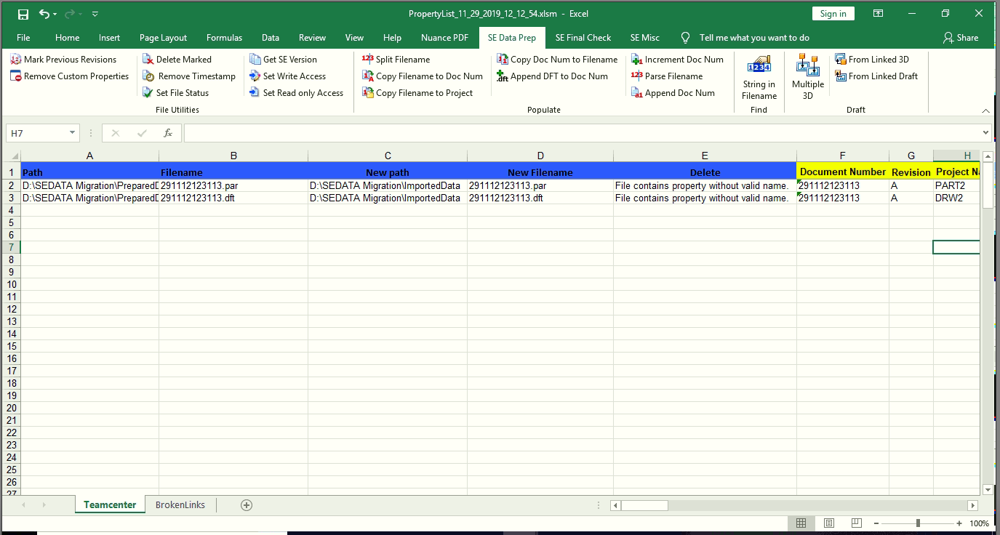 PropertyList_11_29_2019_12_12_54.xlsm - Excel
Sign in
File Home Insert Page Layout Formulas Data Review View Help Nuance PDF SE Data Prep SE Final Check SE Misc Tell me what you want to do Share
Mark Previous Revisions Delete Marked Get SE Version 123 Split Filename Copy Doc Num to Filename Increment Doc Num From Linked 3D
Remove Custom Properties Remove Timestamp Set Write Access Copy Filename to Doc Num .dft Append DFT to Doc Num 123 Parse Filename From Linked Draft
Set File Status Set Read only Access Copy Filename to Project Append Doc Num
1234
String in Filename
Multiple 3D
File Utilities Populate Find Draft
H7 fx
A B C D E F G H
1 Path Filename New path New Filename Delete Document Number Revision Project Na
2 D:\SEDATA Migration\PreparedD 291112123113.par D:\SEDATA Migration\ImportedData 291112123113.par File contains property without valid name. 291112123113 A PART2
3 D:\SEDATA Migration\PreparedD 291112123113.dft D:\SEDATA Migration\ImportedData 291112123113.dft File contains property without valid name. 291112123113 A DRW2
4
5
6
7
8
9
10
11
12
13
14
15
16
17
18
19
20
21
22
23
24
25
26
27
Teamcenter BrokenLinks
100%